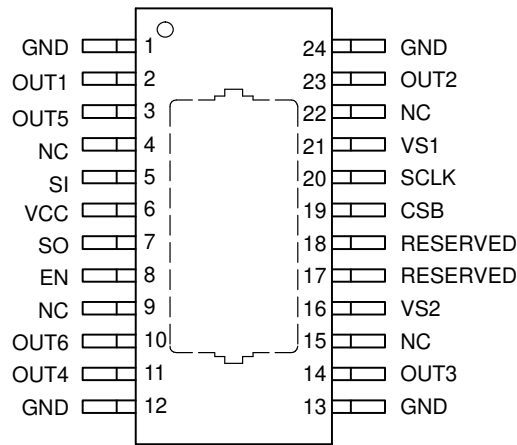 GND 1 24 GND
OUT1 2 23 OUT2
OUT5 3 22 NC
NC 4 21 VS1
SI 5 20 SCLK
VCC 6 19 CSB
SO 7 18 RESERVED
EN 8 17 RESERVED
NC 9 16 VS2
OUT6 10 15 NC
OUT4 11 14 OUT3
GND 12 13 GND